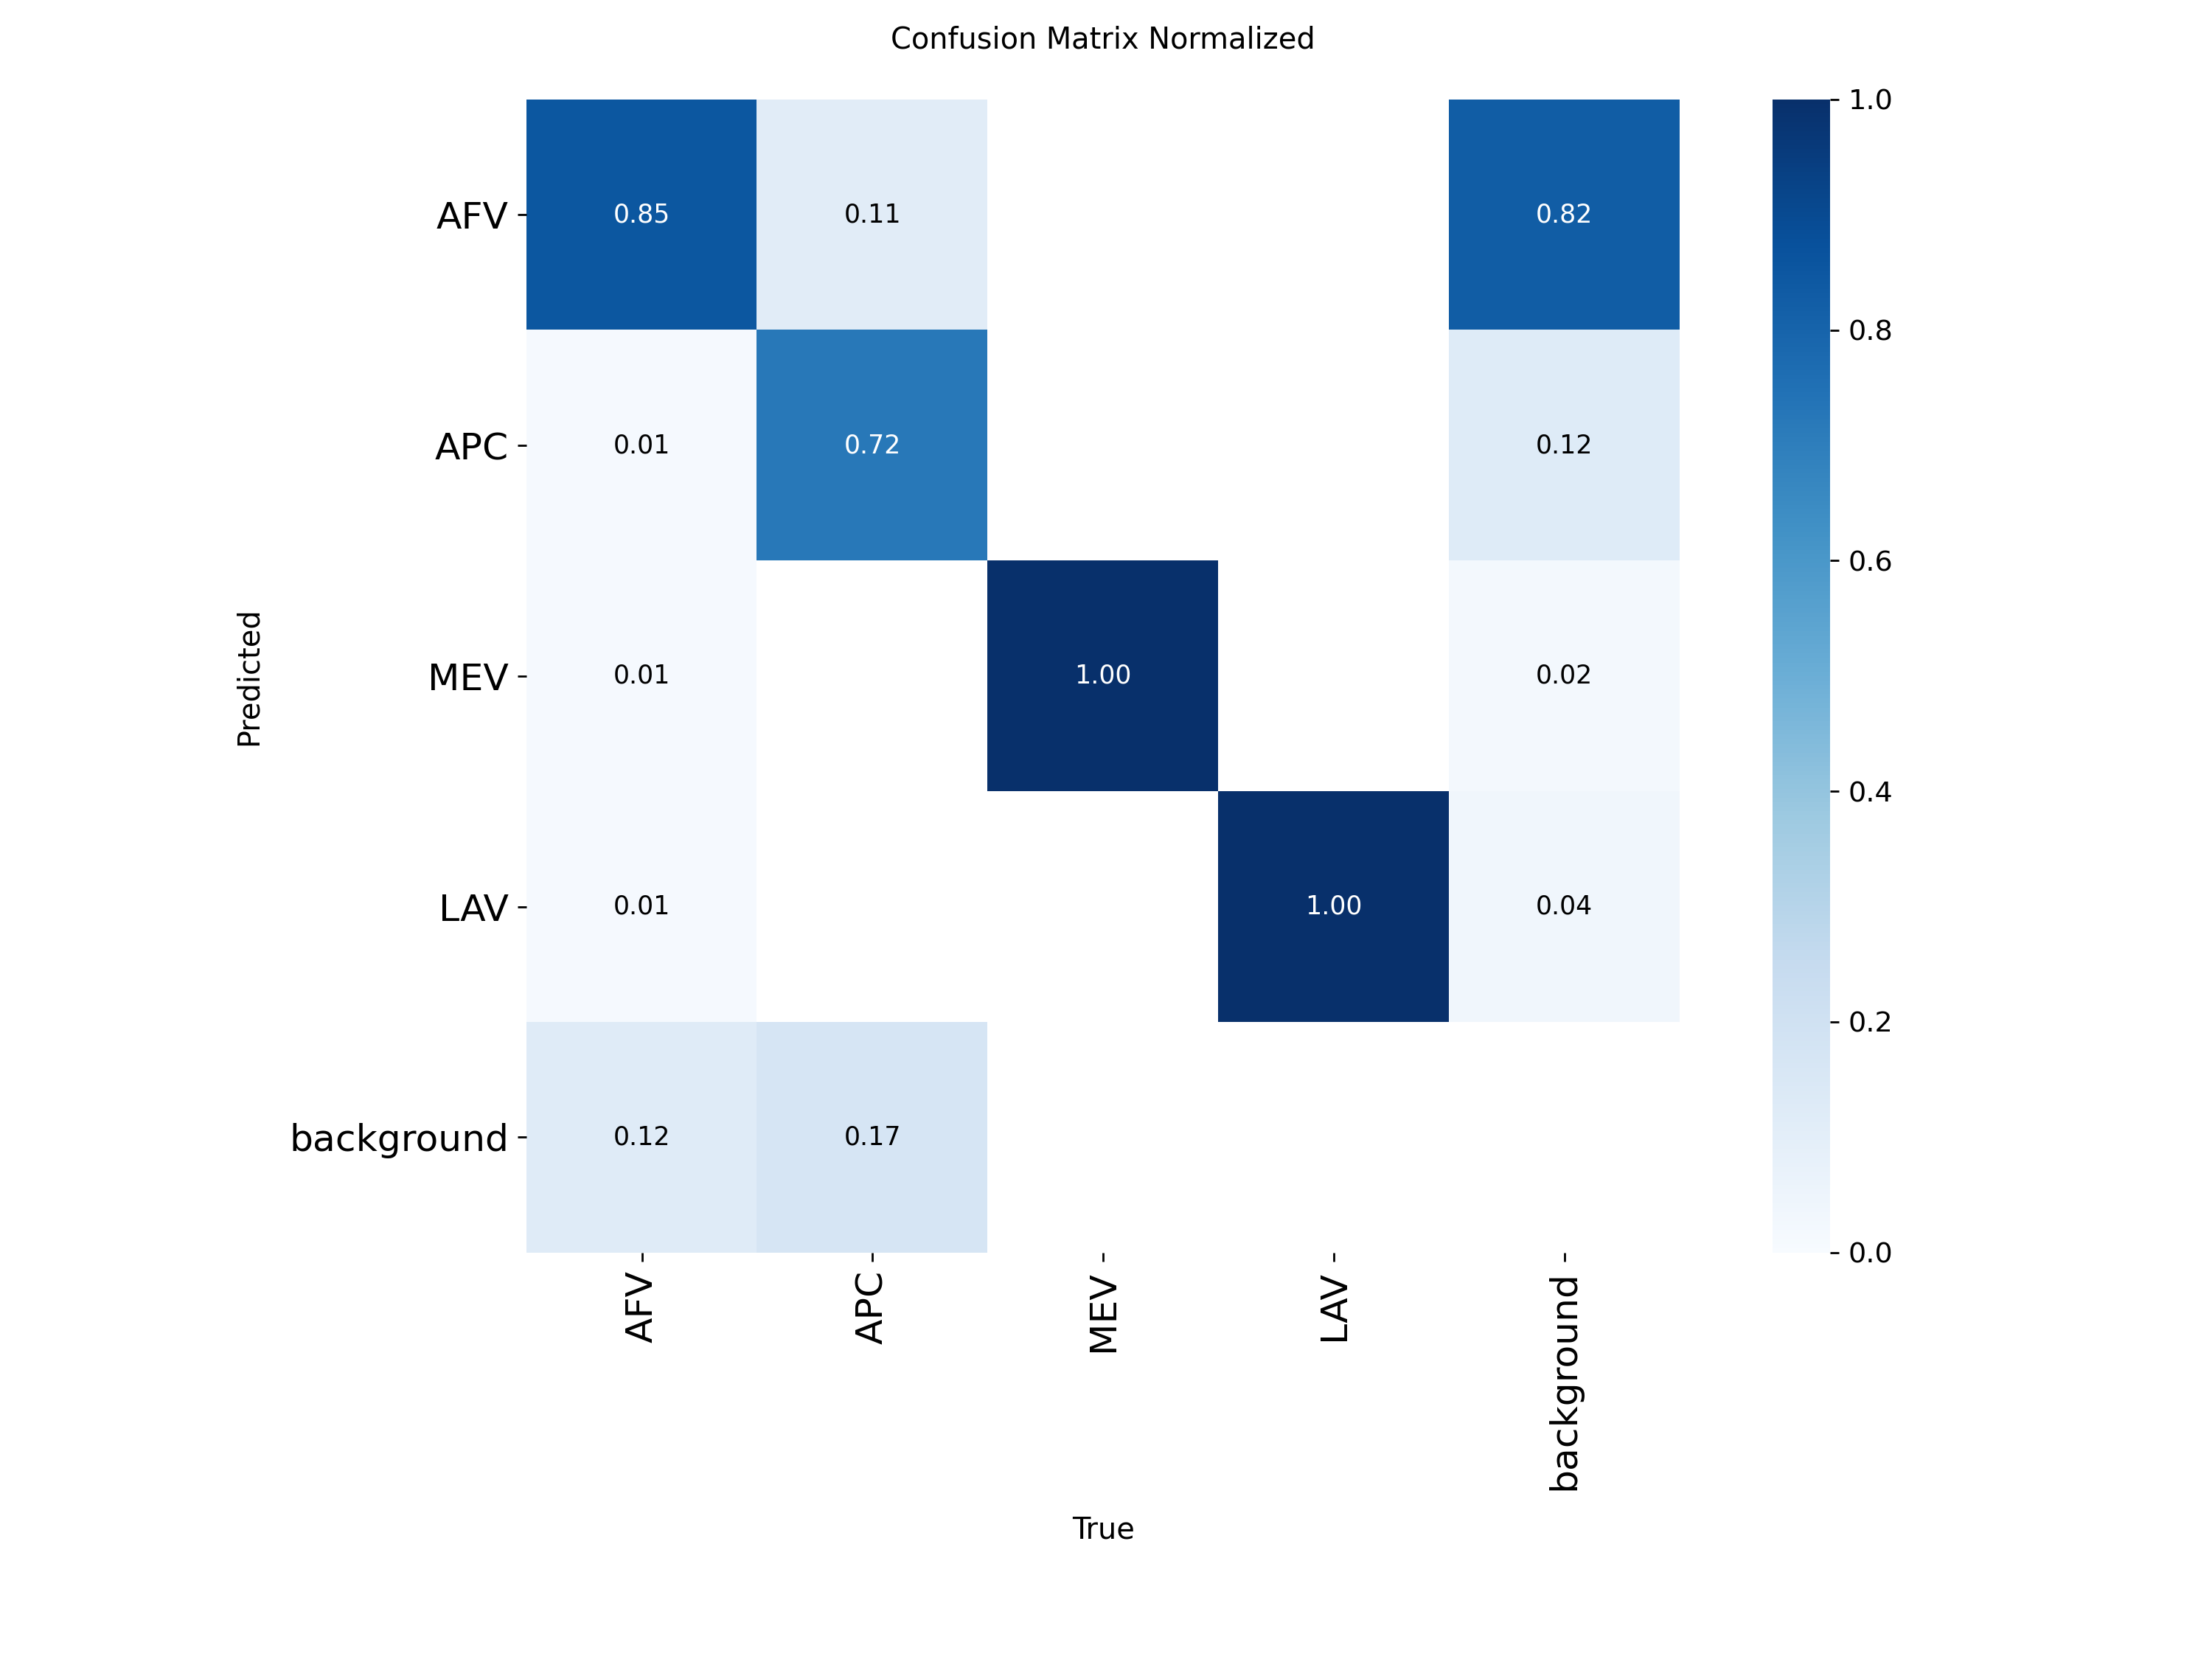 Confusion Matrix Normalized
AFV 0.85 0.11 0.82
APC 0.01 0.72 0.12
MEV 0.01 1.00 0.02
LAV 0.01 1.00 0.04
background 0.12 0.17
AFV APC MEV LAV background
Predicted
True
1.0
0.8
0.6
0.4
0.2
0.0